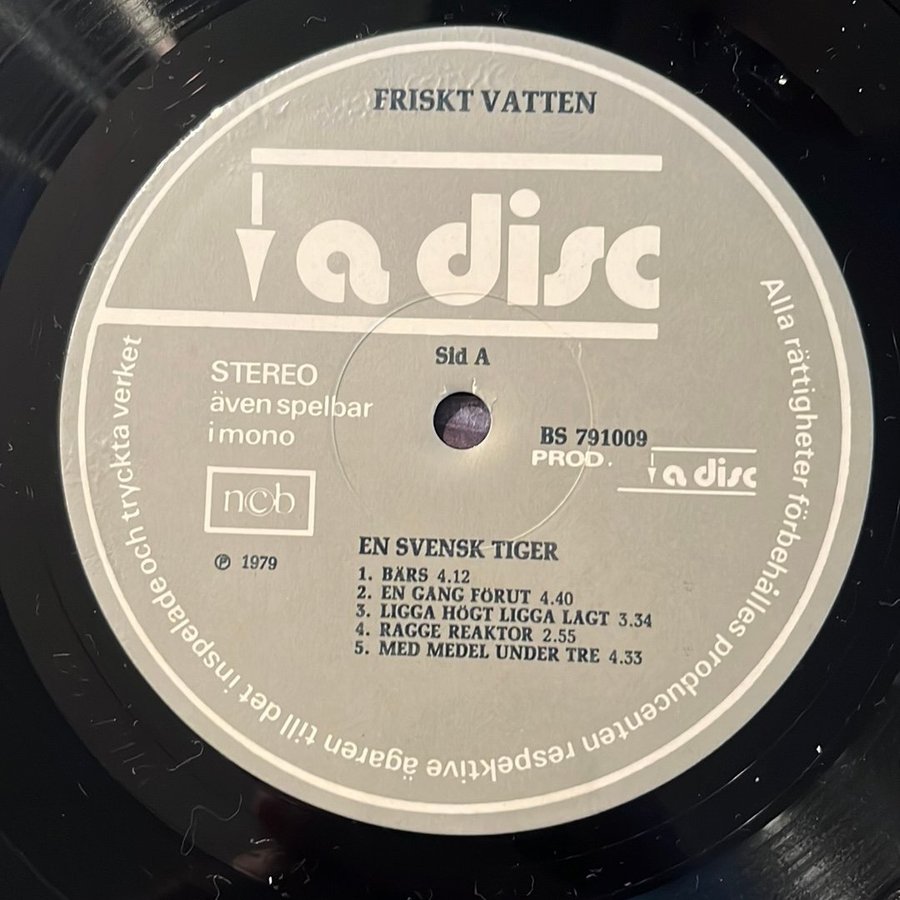 FRISKT VATTEN
a disc
Sid A
STEREO
även spelbar
i mono
BS 791009
PROD. a disc
ncb
℗ 1979
EN SVENSK TIGER
1. BÄRS 4.12
2. EN GANG FÖRUT 4.40
3. LIGGA HÖGT LIGGA LAGT 3.34
4. RAGGE REAKTOR 2.55
5. MED MEDEL UNDER TRE 4.33
Alla rättigheter förbehålles producenten respektive ägaren till det inspelade och tryckta verket